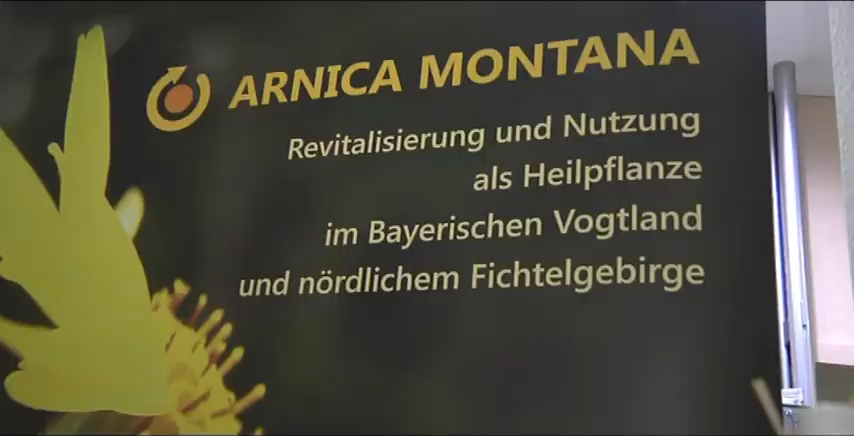 ARNICA MONTANA
Revitalisierung und Nutzung
als Heilpflanze
im Bayerischen Vogtland
und nördlichem Fichtelgebirge